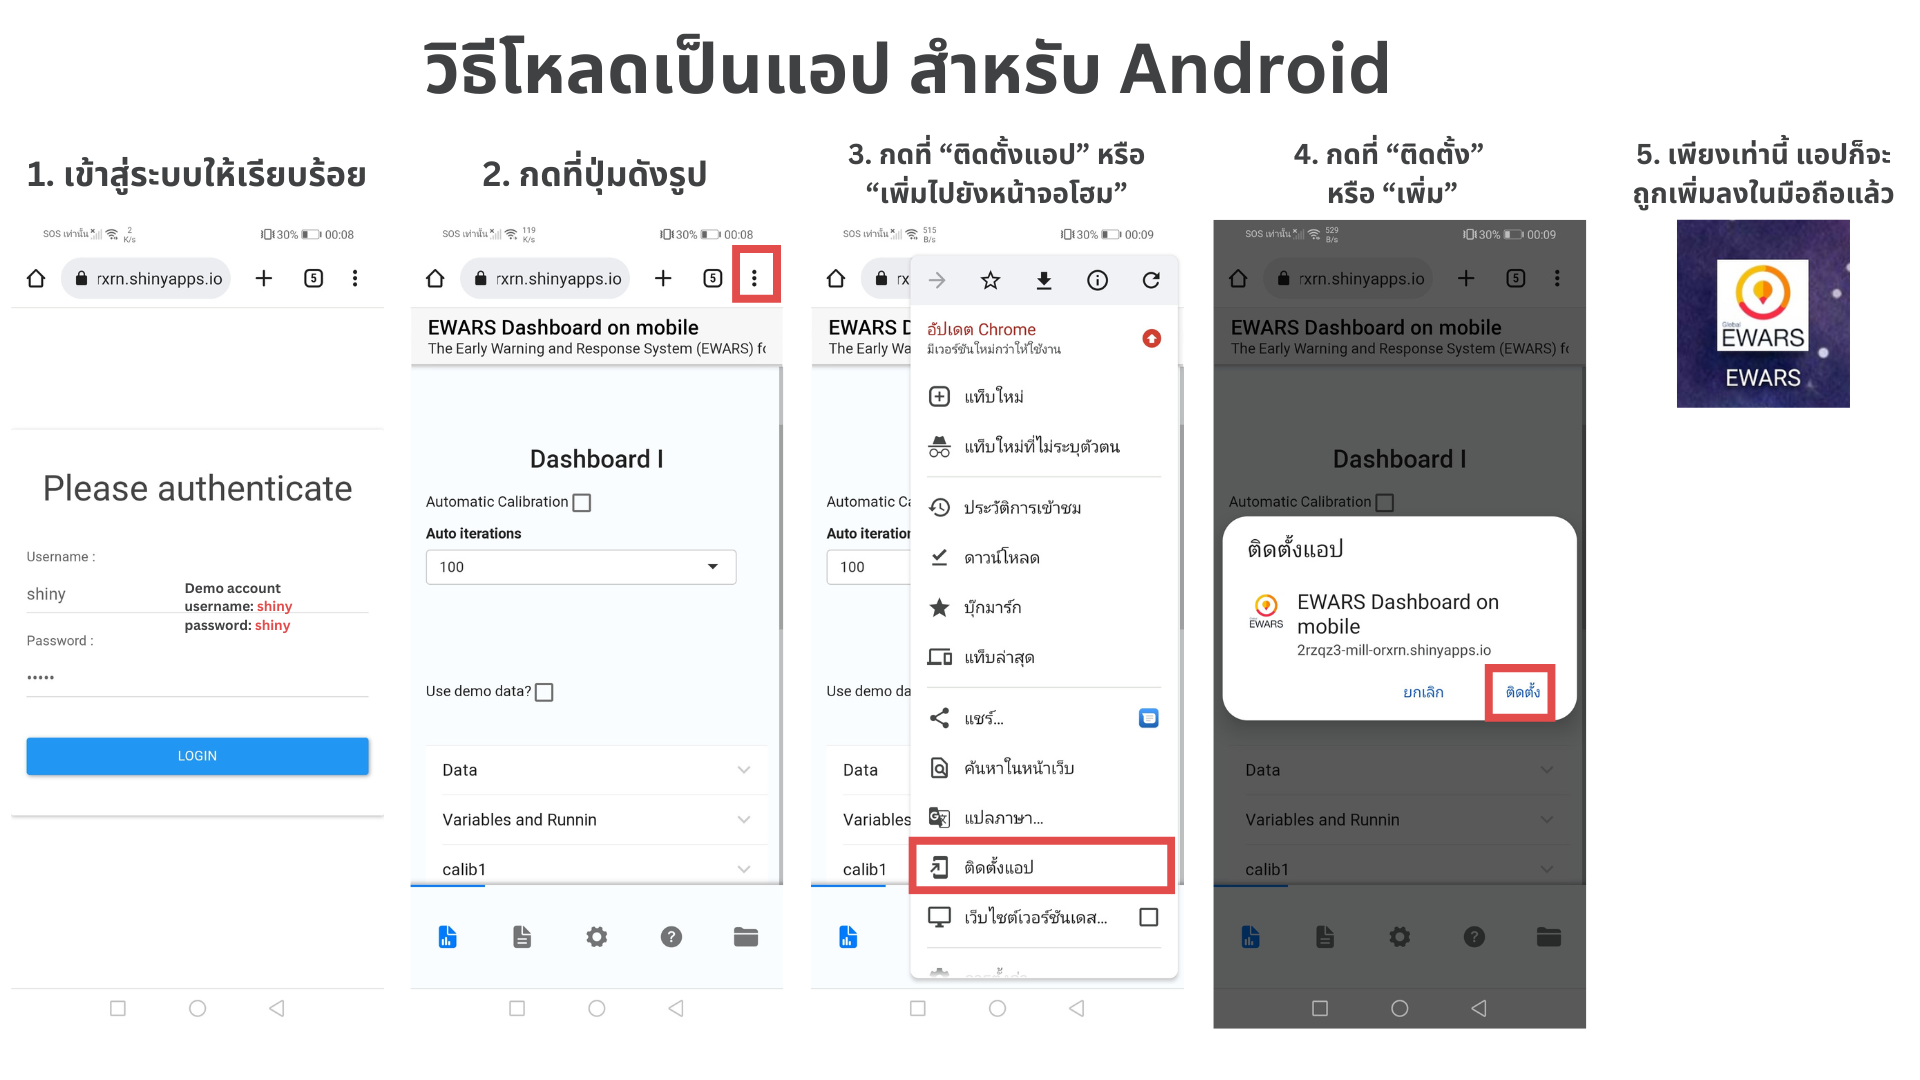 วิธีโหลดเป็นแอป สำหรับ Android
1. เข้าสู่ระบบให้เรียบร้อย
SOS เท่านั้น
2
K/s
30%
00:08
rxrn.shinyapps.io
5
Please authenticate
Username :
shiny
Demo account
username: shiny
password: shiny
Password :
•••••
LOGIN
2. กดที่ปุ่มดังรูป
SOS เท่านั้น
119
K/s
30%
00:08
rxrn.shinyapps.io
5
EWARS Dashboard on mobile
The Early Warning and Response System (EWARS) fo
Dashboard I
Automatic Calibration
Auto iterations
100
Use demo data?
Data
Variables and Runnin
calib1
3. กดที่ “ติดตั้งแอป” หรือ
“เพิ่มไปยังหน้าจอโฮม”
SOS เท่านั้น
515
B/s
30%
00:09
rx
EWARS D
The Early Wa
Automatic Ca
Auto iteration
100
Use demo da
Data
Variables
calib1
อัปเดต Chrome
มีเวอร์ชันใหม่กว่าให้ใช้งาน
แท็บใหม่
แท็บใหม่ที่ไม่ระบุตัวตน
ประวัติการเข้าชม
ดาวน์โหลด
บุ๊กมาร์ก
แท็บล่าสุด
แชร์...
ค้นหาในหน้าเว็บ
แปลภาษา...
ติดตั้งแอป
เว็บไซต์เวอร์ชันเดส...
การตั้งค่า
4. กดที่ “ติดตั้ง”
หรือ “เพิ่ม”
SOS เท่านั้น
529
B/s
30%
00:09
rxrn.shinyapps.io
5
EWARS Dashboard on mobile
The Early Warning and Response System (EWARS) fo
Dashboard I
Automatic Calibration
ติดตั้งแอป
EWARS
EWARS Dashboard on
mobile
2rzqz3-mill-orxrn.shinyapps.io
ยกเลิก
ติดตั้ง
Data
Variables and Runnin
calib1
5. เพียงเท่านี้ แอปก็จะ
ถูกเพิ่มลงในมือถือแล้ว
Global
EWARS
EWARS